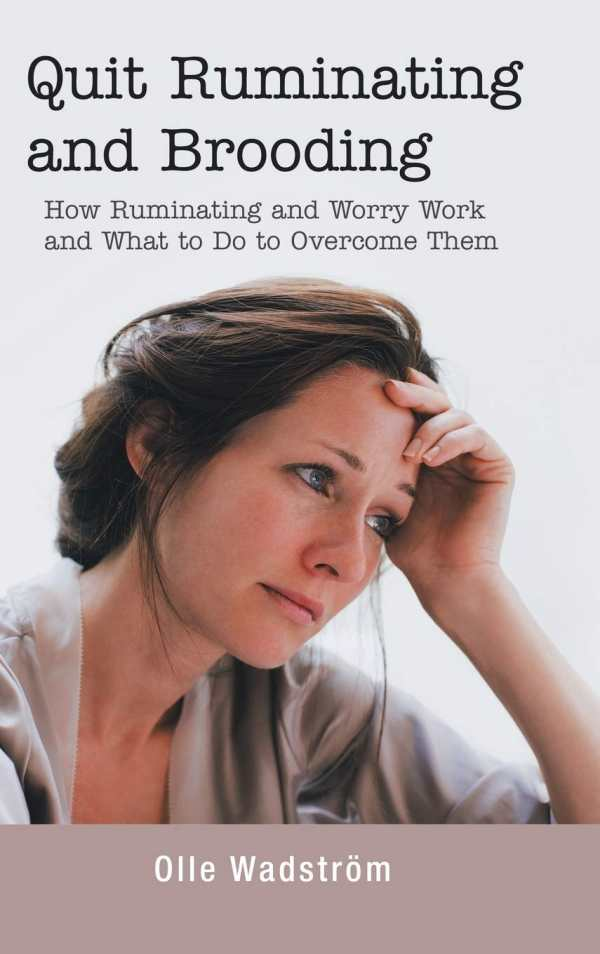 Quit Ruminating
and Brooding
How Ruminating and Worry Work
and What to Do to Overcome Them
Olle Wadström